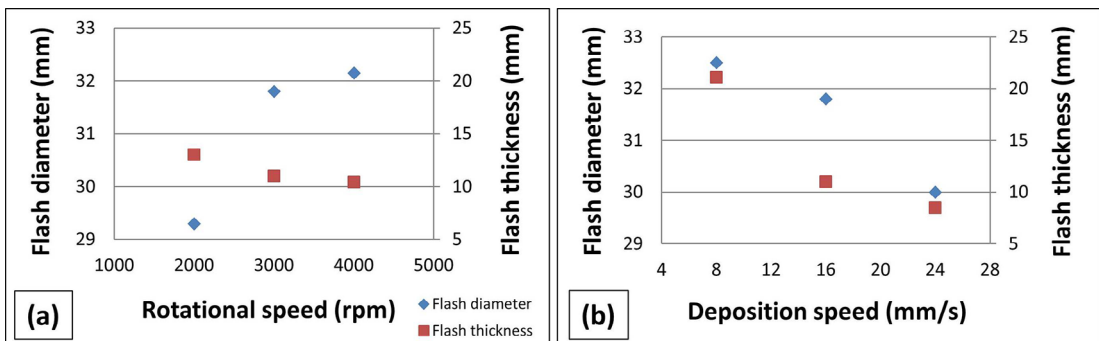 33
32
31
30
29
Flash diameter (mm)
25
20
15
10
5
Flash thickness (mm)
1000 2000 3000 4000 5000
Rotational speed (rpm)
(a)
Flash diameter
Flash thickness
33
32
31
30
29
Flash diameter (mm)
25
20
15
10
5
Flash thickness (mm)
4 8 12 16 20 24 28
Deposition speed (mm/s)
(b)